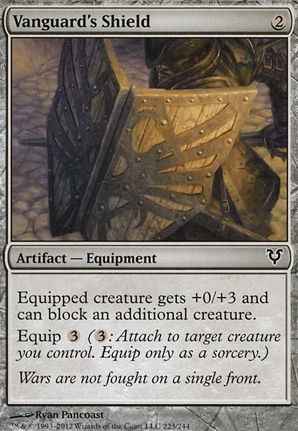 Vanguard's Shield 2
Artifact — Equipment
Equipped creature gets +0/+3 and
can block an additional creature.
Equip 3 (3: Attach to target creature
you control. Equip only as a sorcery.)
Wars are not fought on a single front.
Ryan Pancoast
™ & © 1993–2012 Wizards of the Coast LLC 223/244